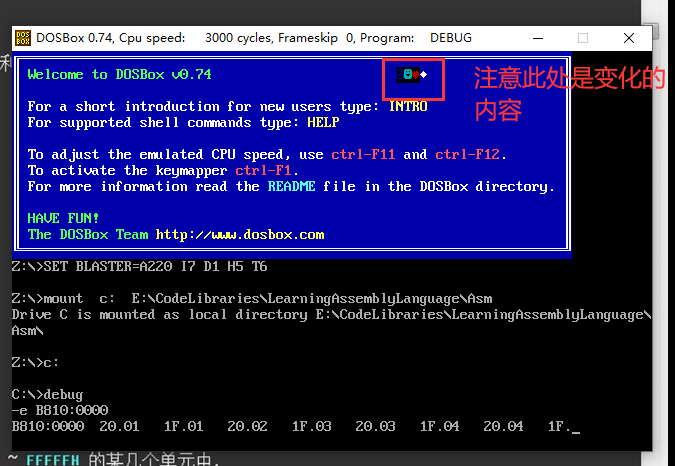 DOSBox 0.74, Cpu speed: 3000 cycles, Frameskip 0, Program: DEBUG
Welcome to DOSBox v0.74
注意此处是变化的
内容
For a short introduction for new users type: INTRO
For supported shell commands type: HELP
To adjust the emulated CPU speed, use ctrl-F11 and ctrl-F12.
To activate the keymapper ctrl-F1.
For more information read the README file in the DOSBox directory.
HAVE FUN!
The DOSBox Team http://www.dosbox.com
Z:\>SET BLASTER=A220 I7 D1 H5 T6
Z:\>mount c: E:\CodeLibraries\LearningAssemblyLanguage\Asm
Drive C is mounted as local directory E:\CodeLibraries\LearningAssemblyLanguage\
Asm\
Z:\>c:
C:\>debug
-e B810:0000
B810:0000 20.01 1F.01 20.02 1F.03 20.03 1F.04 20.04 1F._
~ FFFFFH 的某几个单元中,